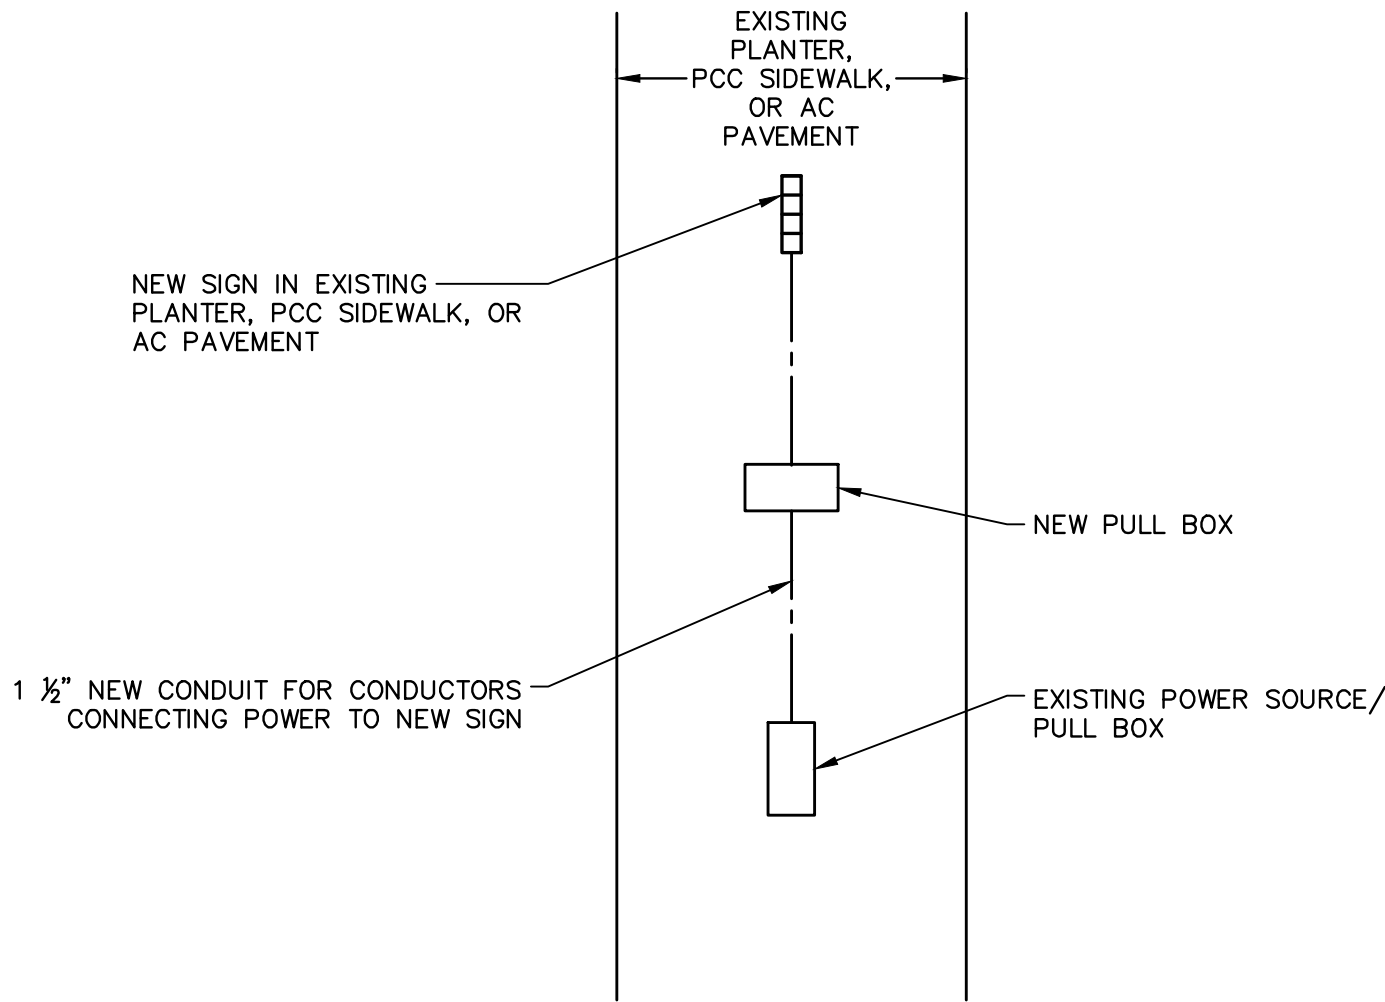 EXISTING
PLANTER,
PCC SIDEWALK,
OR AC
PAVEMENT
NEW SIGN IN EXISTING
PLANTER, PCC SIDEWALK, OR
AC PAVEMENT
NEW PULL BOX
1 ½” NEW CONDUIT FOR CONDUCTORS
CONNECTING POWER TO NEW SIGN
EXISTING POWER SOURCE/
PULL BOX